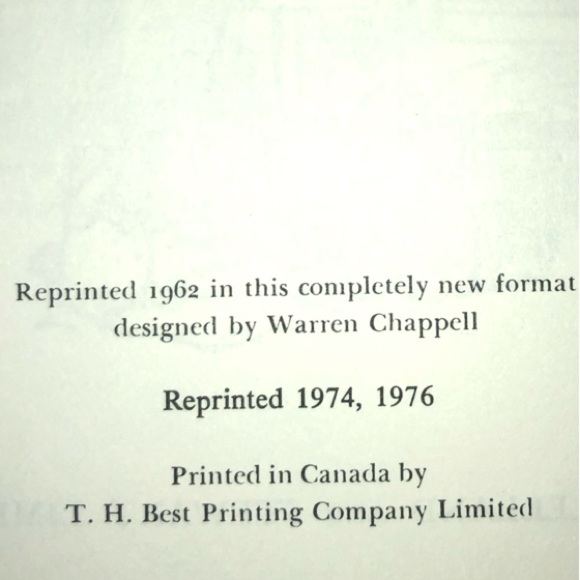 Reprinted 1962 in this completely new format
designed by Warren Chappell
Reprinted 1974, 1976
Printed in Canada by
T. H. Best Printing Company Limited